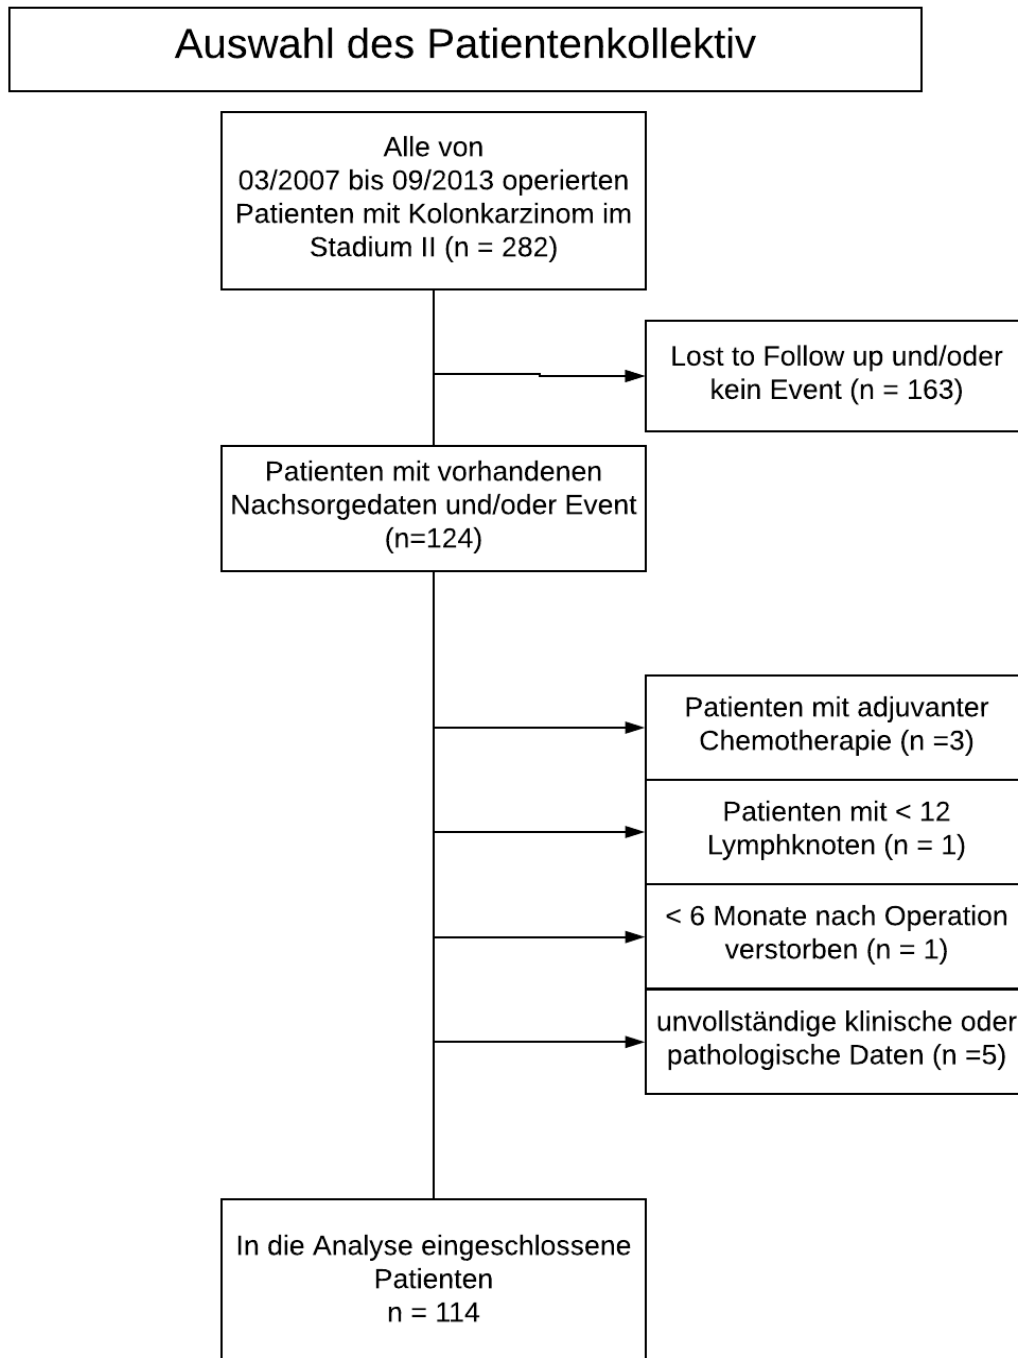 Auswahl des Patientenkollektiv
Alle von
03/2007 bis 09/2013 operierten
Patienten mit Kolonkarzinom im
Stadium II (n = 282)
Lost to Follow up und/oder
kein Event (n = 163)
Patienten mit vorhandenen
Nachsorgedaten und/oder Event
(n=124)
Patienten mit adjuvanter
Chemotherapie (n =3)
Patienten mit < 12
Lymphknoten (n = 1)
< 6 Monate nach Operation
verstorben (n = 1)
unvollständige klinische oder
pathologische Daten (n =5)
In die Analyse eingeschlossene
Patienten
n = 114